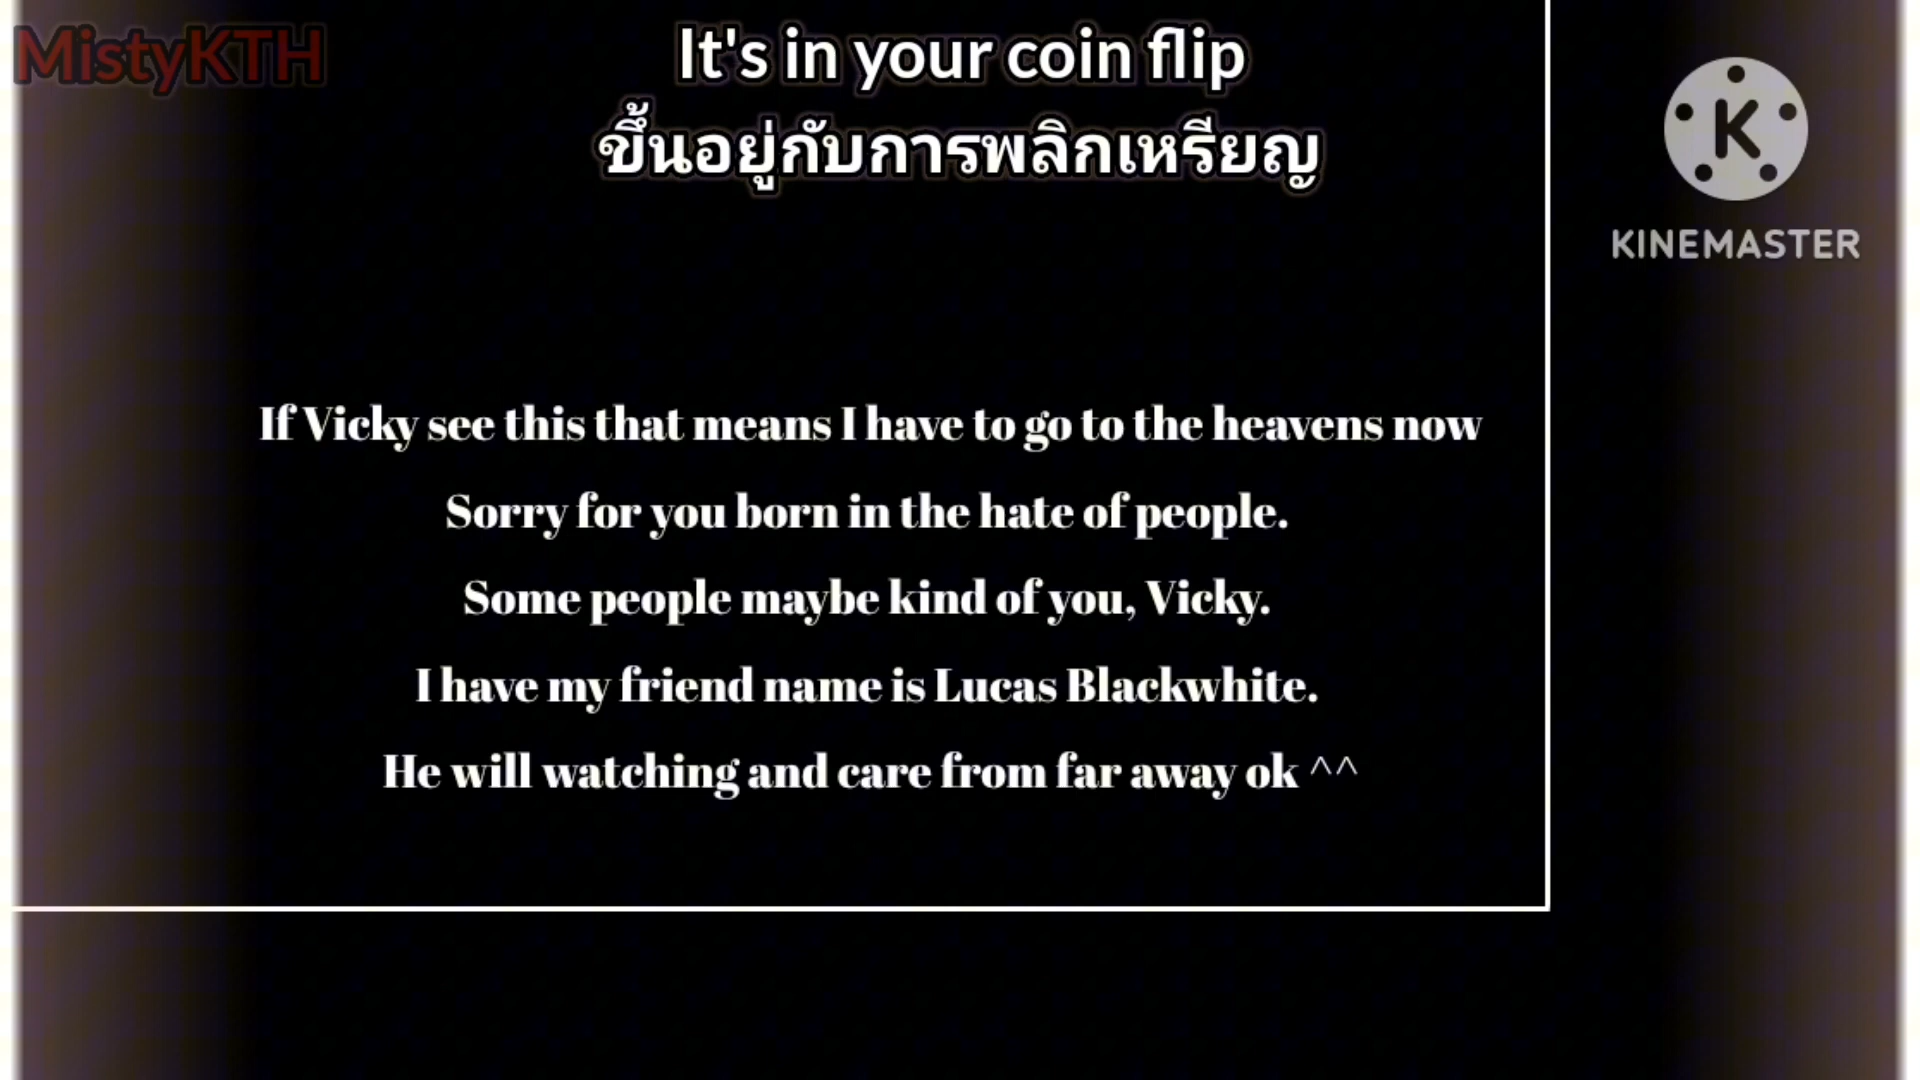 MistyKTH
It's in your coin flip
ขึ้นอยู่กับการพลิกเหรียญ
K
KINEMASTER
If Vicky see this that means I have to go to the heavens now
Sorry for you born in the hate of people.
Some people maybe kind of you, Vicky.
I have my friend name is Lucas Blackwhite.
He will watching and care from far away ok ^^